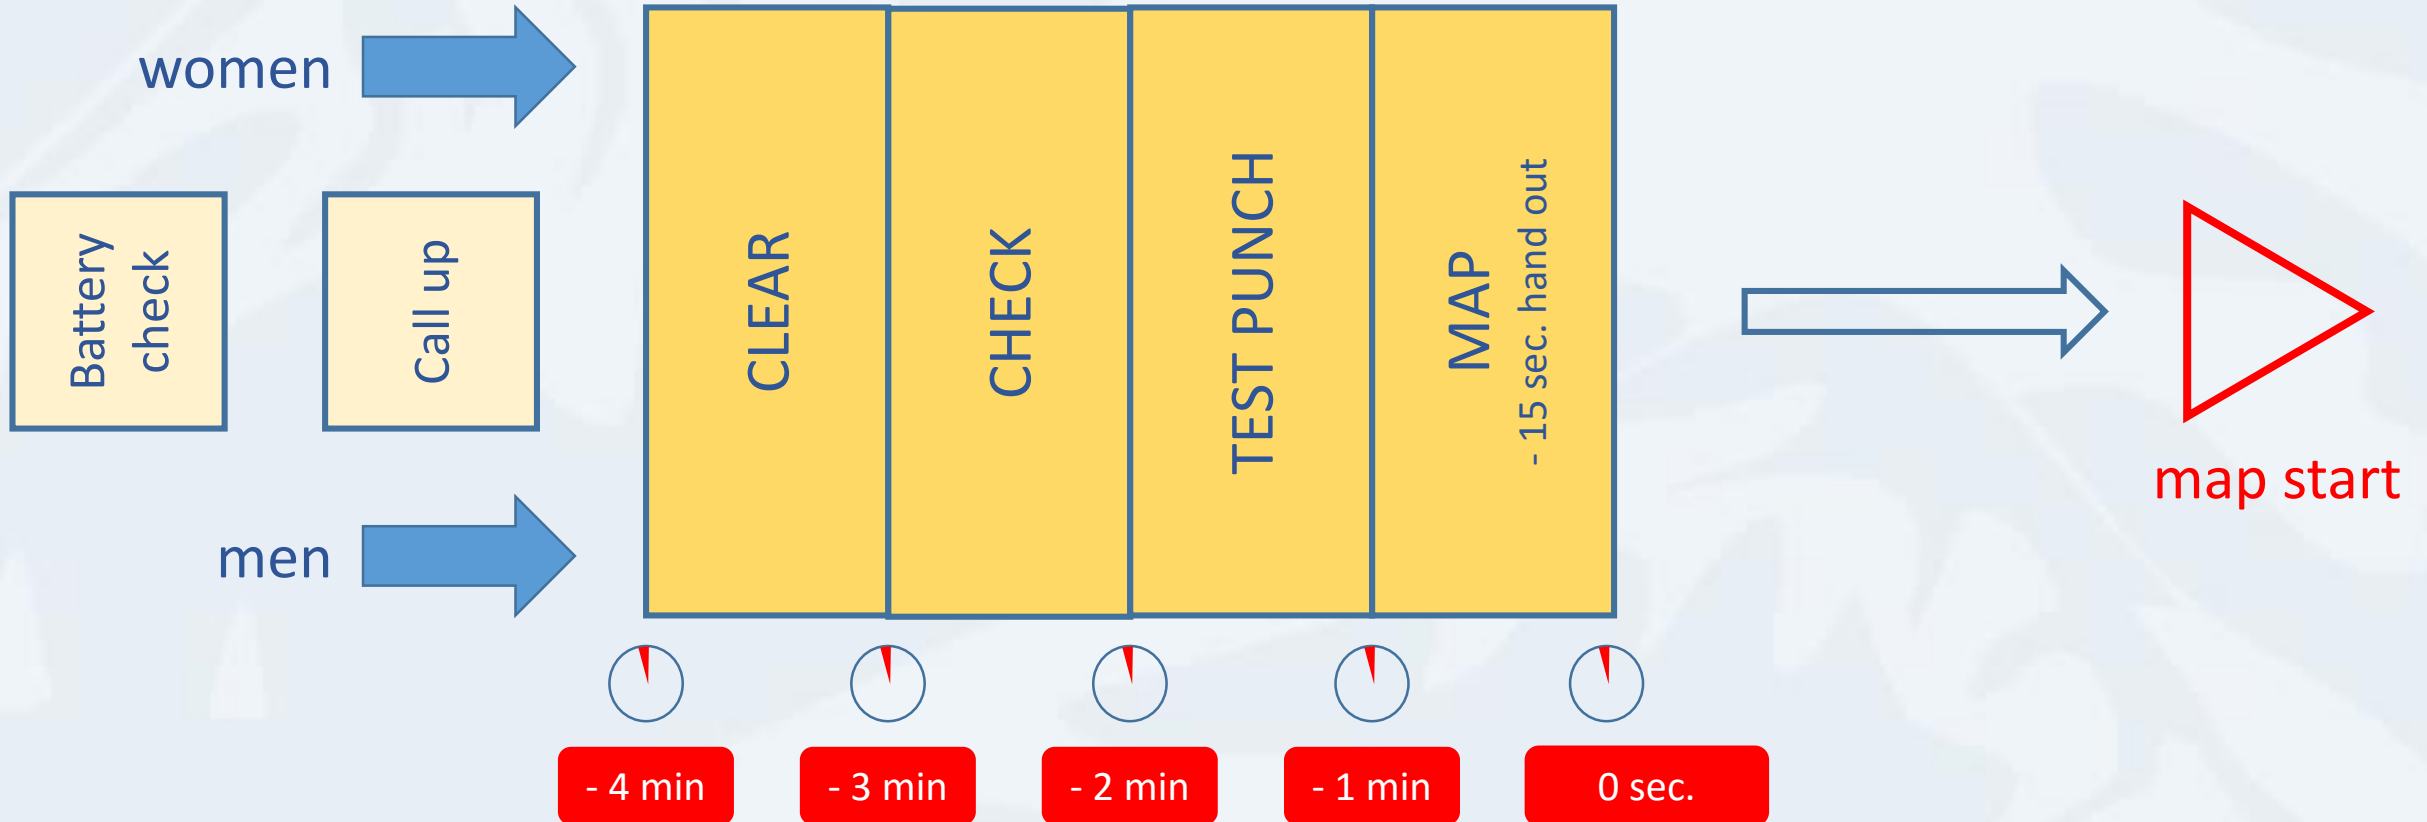 women
Battery
check
Call up
men
CLEAR
CHECK
TEST PUNCH
MAP
- 15 sec. hand out
map start
- 4 min
- 3 min
- 2 min
- 1 min
0 sec.